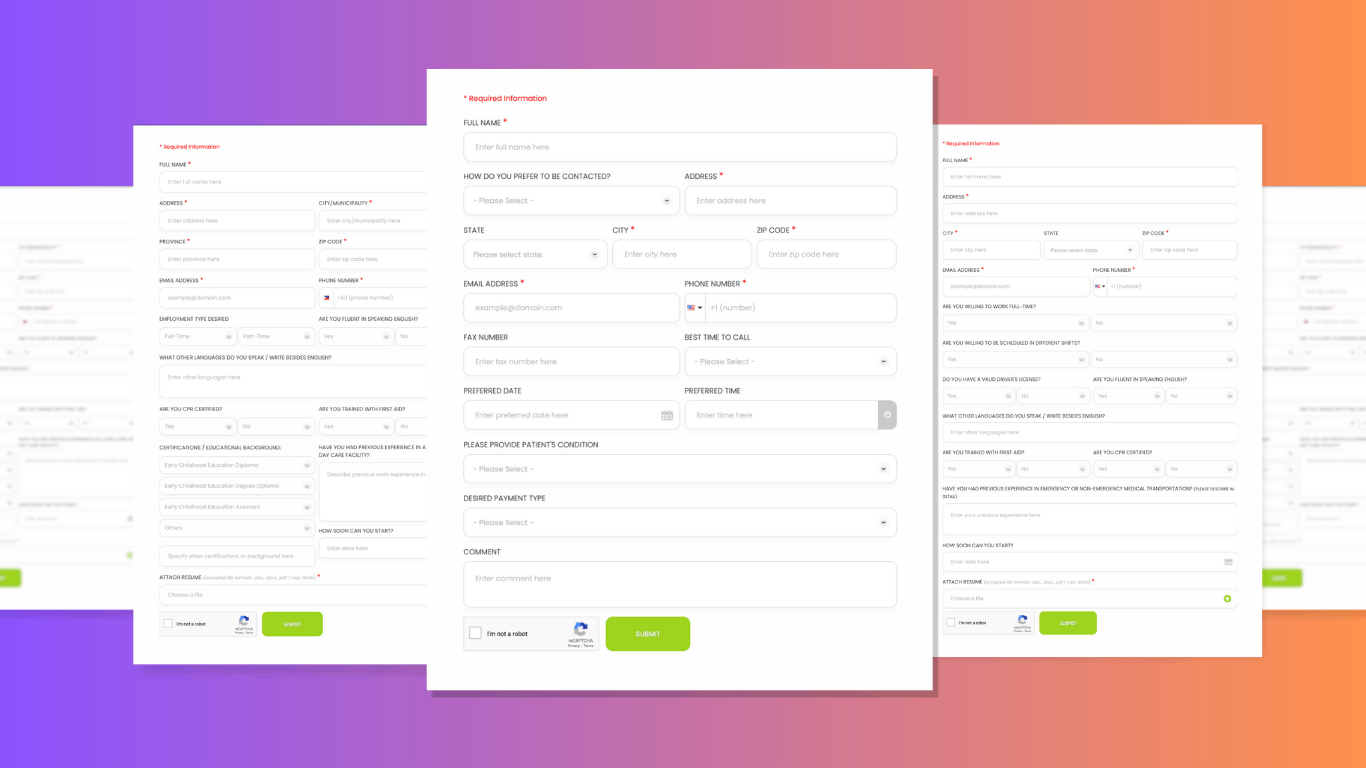 * Required Information
FULL NAME *
Enter full name here
ADDRESS * CITY/MUNICIPALITY *
Enter address here Enter city/municipality here
PROVINCE * ZIP CODE *
Enter province here Enter zip code here
EMAIL ADDRESS * PHONE NUMBER *
example@domain.com +63 (phone number)
EMPLOYMENT TYPE DESIRED ARE YOU FLUENT IN SPEAKING ENGLISH?
Full-Time Part-Time Yes No
WHAT OTHER LANGUAGES DO YOU SPEAK / WRITE BESIDES ENGLISH?
Enter other languages here
ARE YOU CPR CERTIFIED? ARE YOU TRAINED WITH FIRST AID?
Yes No Yes No
CERTIFICATIONS / EDUCATIONAL BACKGROUND: HAVE YOU HAD PREVIOUS EXPERIENCE IN A
DAY CARE FACILITY?
Early Childhood Education Diploma
Describe previous work experience in
Early Childhood Education Degree Diploma
Early Childhood Education Assistant
Others
HOW SOON CAN YOU START?
Enter date here
Specify other certifications or background here
ATTACH RESUME (accepted file formats: .doc, .docx, .pdf | max: 15mb) *
Choose a file
I'm not a robot
reCAPTCHA
Privacy - Terms
SUBMIT
* Required Information
FULL NAME *
Enter full name here
HOW DO YOU PREFER TO BE CONTACTED? ADDRESS *
- Please Select - Enter address here
STATE CITY * ZIP CODE *
Please select state. Enter city here Enter zip code here
EMAIL ADDRESS * PHONE NUMBER *
example@domain.com +1 (number)
FAX NUMBER BEST TIME TO CALL
Enter fax number here - Please Select -
PREFERRED DATE PREFERRED TIME
Enter preferred date here Enter time here
PLEASE PROVIDE PATIENT'S CONDITION
- Please Select -
DESIRED PAYMENT TYPE
- Please Select -
COMMENT
Enter comment here
I'm not a robot
reCAPTCHA
Privacy - Terms
SUBMIT
* Required Information
FULL NAME *
Enter full name here
ADDRESS *
Enter address here
CITY * STATE ZIP CODE *
Enter city here Please select state. Enter zip code here
EMAIL ADDRESS * PHONE NUMBER *
example@domain.com +1 (number)
ARE YOU WILLING TO WORK FULL-TIME?
Yes No
ARE YOU WILLING TO BE SCHEDULED IN DIFFERENT SHIFTS?
Yes No
DO YOU HAVE A VALID DRIVER'S LICENSE? ARE YOU FLUENT IN SPEAKING ENGLISH?
Yes No Yes No
WHAT OTHER LANGUAGES DO YOU SPEAK / WRITE BESIDES ENGLISH?
Enter other languages here
ARE YOU TRAINED WITH FIRST AID? ARE YOU CPR CERTIFIED?
Yes No Yes No
HAVE YOU HAD PREVIOUS EXPERIENCE IN EMERGENCY OR NON-EMERGENCY MEDICAL TRANSPORTATION? (PLEASE DESCRIBE IN
DETAIL)
Enter your previous experience here
HOW SOON CAN YOU START?
Enter date here
ATTACH RESUME (accepted file formats: .doc, .docx, .pdf | max: 15mb) *
Choose a file
I'm not a robot
reCAPTCHA
Privacy - Terms
SUBMIT